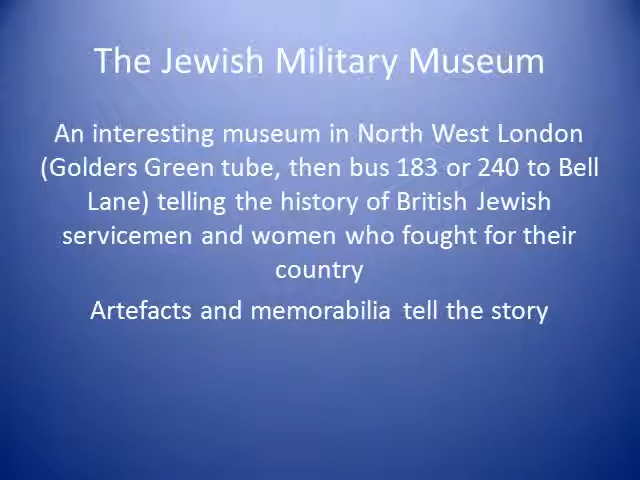 The Jewish Military Museum
An interesting museum in North West London
(Golders Green tube, then bus 183 or 240 to Bell
Lane) telling the history of British Jewish
servicemen and women who fought for their
country
Artefacts and memorabilia tell the story